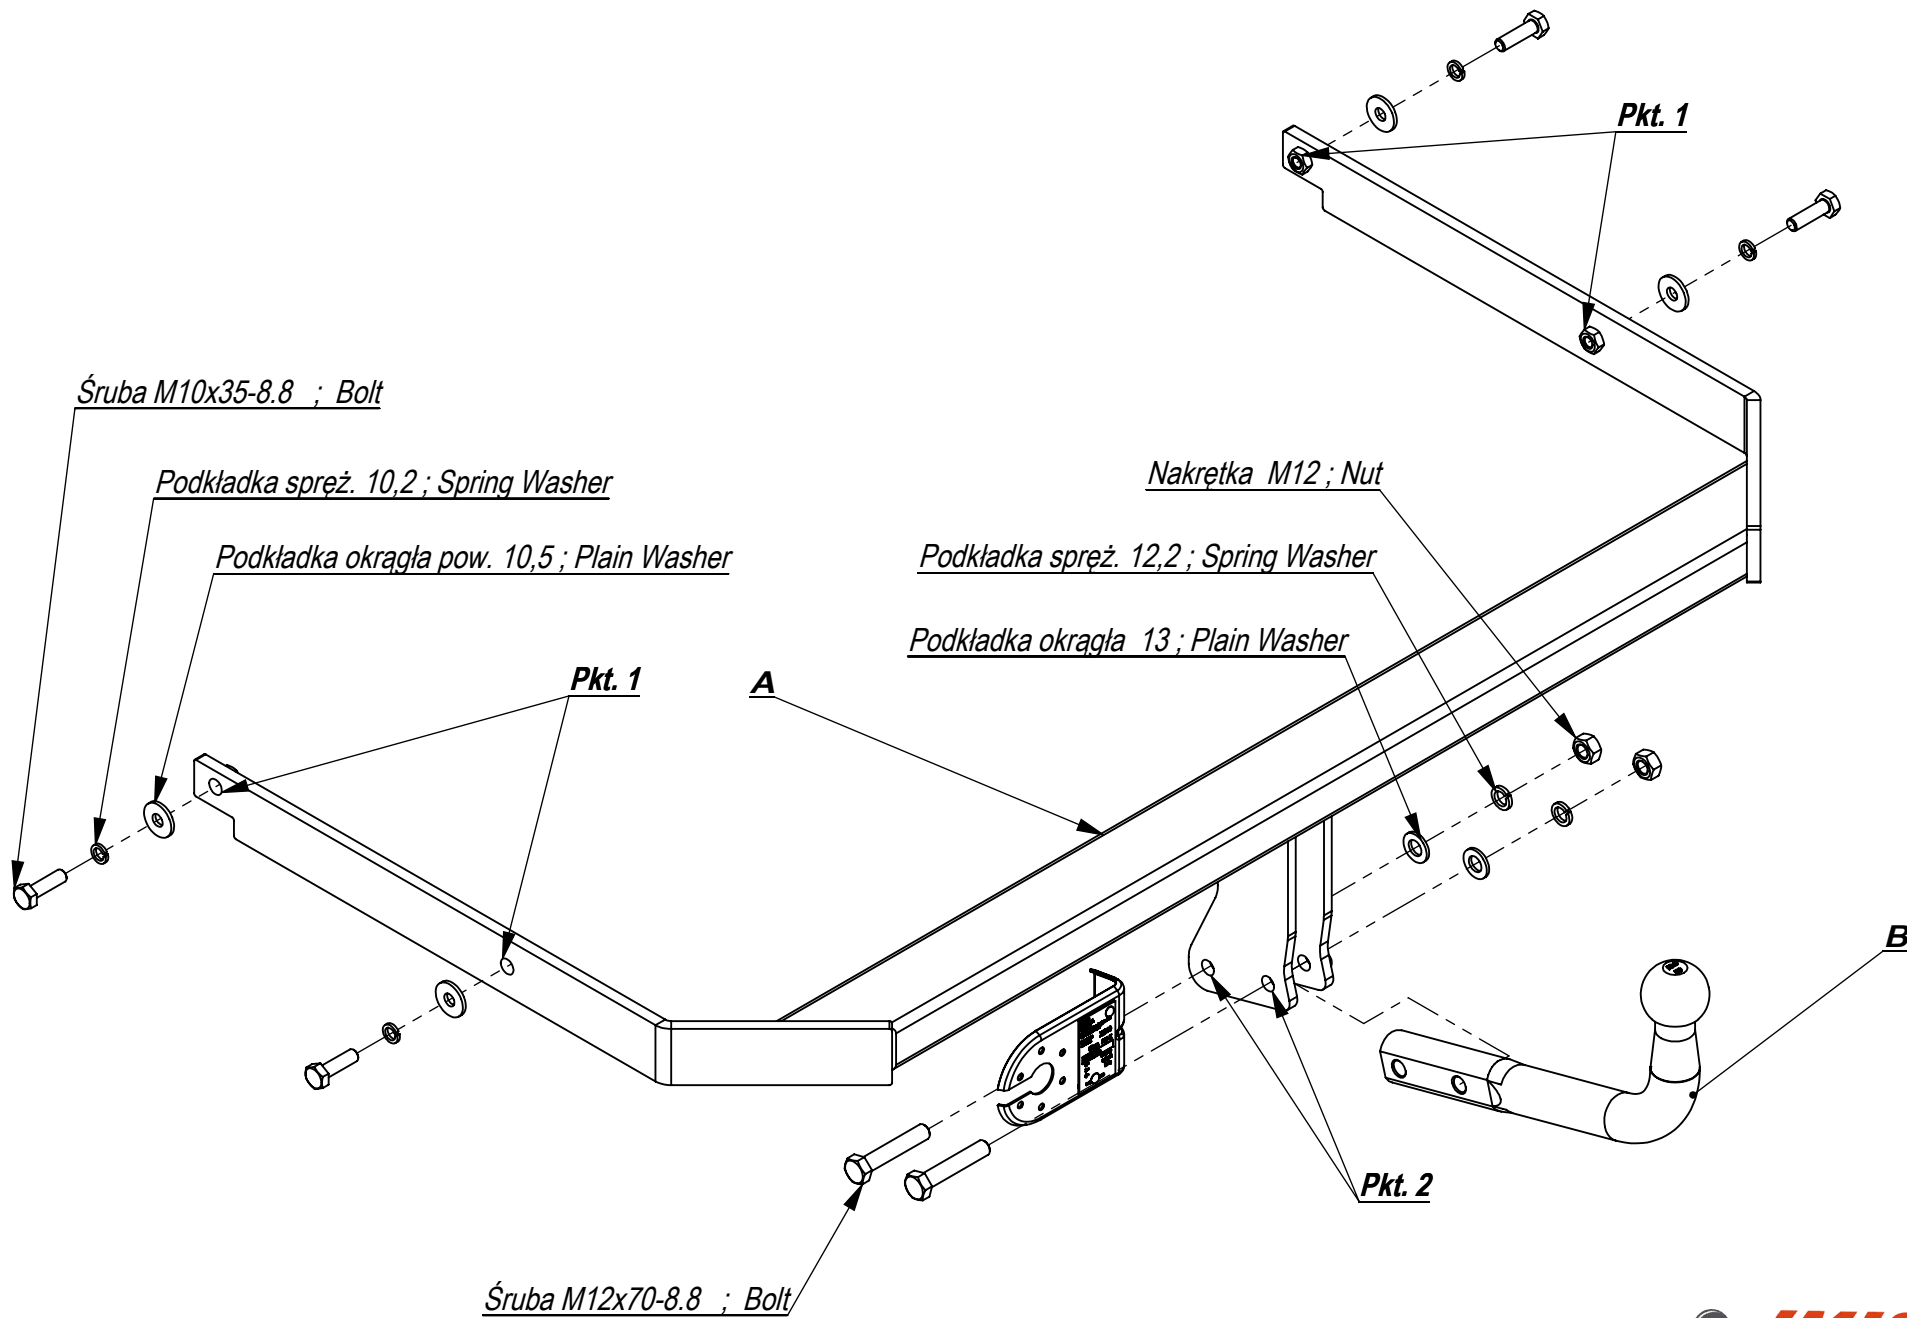 Pkt. 1
Śruba M10x35-8.8 ; Bolt
Podkładka spręż. 10,2 ; Spring Washer
Nakrętka M12 ; Nut
Podkładka okrągła pow. 10,5 ; Plain Washer
Podkładka spręż. 12,2 ; Spring Washer
Podkładka okrągła 13 ; Plain Washer
Pkt. 1
A
B
Pkt. 2
Śruba M12x70-8.8 ; Bolt